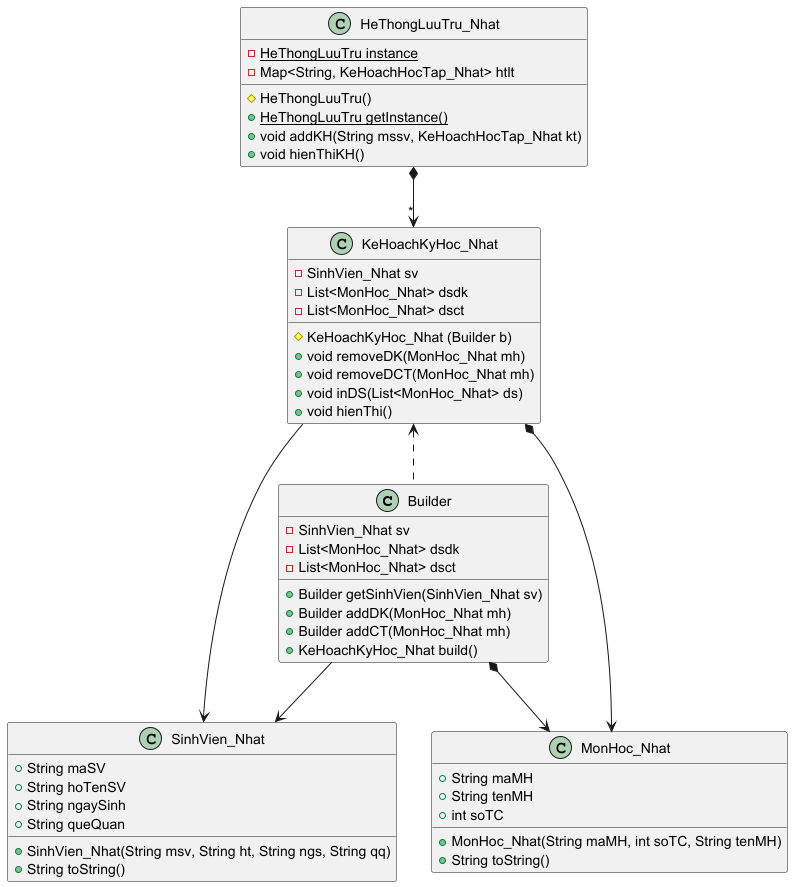 C HeThongLuuTru_Nhat
HeThongLuuTru instance
Map<String, KeHoachHocTap_Nhat> htlt
HeThongLuuTru()
HeThongLuuTru getInstance()
void addKH(String mssv, KeHoachHocTap_Nhat kt)
void hienThiKH()
*
C KeHoachKyHoc_Nhat
SinhVien_Nhat sv
List<MonHoc_Nhat> dsdk
List<MonHoc_Nhat> dsct
KeHoachKyHoc_Nhat (Builder b)
void removeDK(MonHoc_Nhat mh)
void removeDCT(MonHoc_Nhat mh)
void inDS(List<MonHoc_Nhat> ds)
void hienThi()
C Builder
SinhVien_Nhat sv
List<MonHoc_Nhat> dsdk
List<MonHoc_Nhat> dsct
Builder getSinhVien(SinhVien_Nhat sv)
Builder addDK(MonHoc_Nhat mh)
Builder addCT(MonHoc_Nhat mh)
KeHoachKyHoc_Nhat build()
C SinhVien_Nhat
String maSV
String hoTenSV
String ngaySinh
String queQuan
SinhVien_Nhat(String msv, String ht, String ngs, String qq)
String toString()
C MonHoc_Nhat
String maMH
String tenMH
int soTC
MonHoc_Nhat(String maMH, int soTC, String tenMH)
String toString()